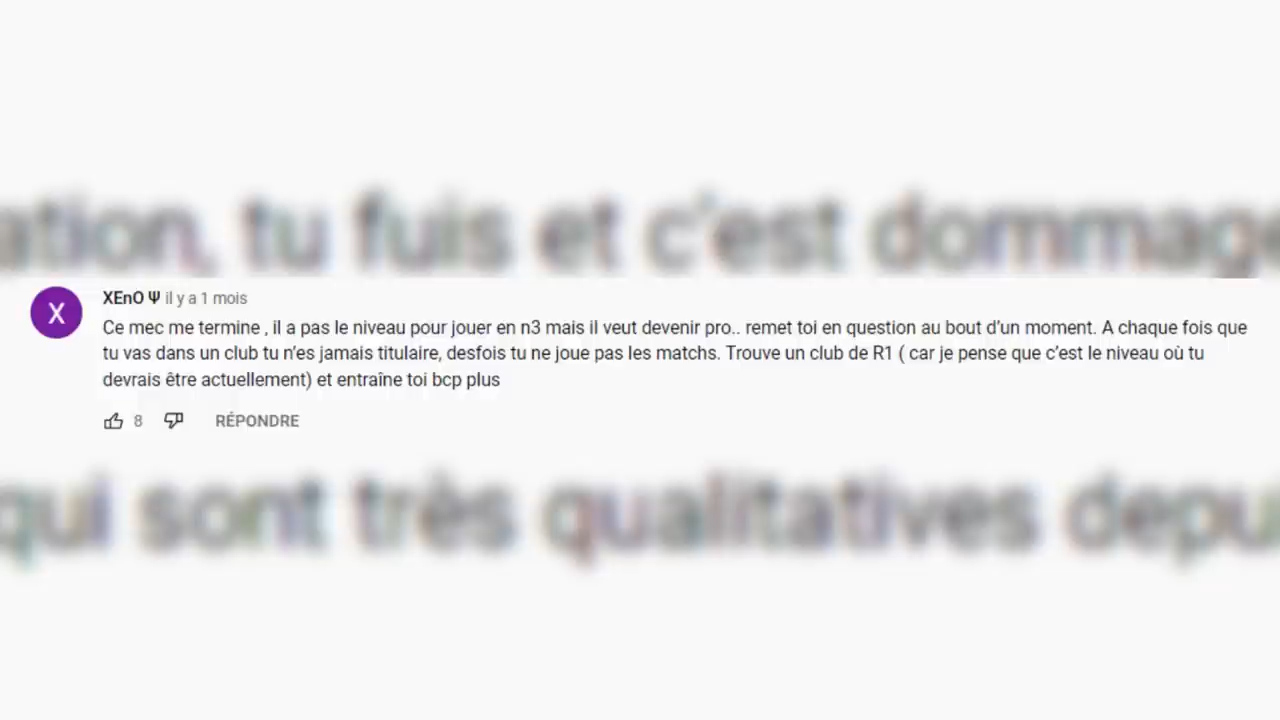 ation, tu fuis et c'est dommage
XEnO Ψ il y a 1 mois
Ce mec me termine , il a pas le niveau pour jouer en n3 mais il veut devenir pro.. remet toi en question au bout d'un moment. A chaque fois que
tu vas dans un club tu n'es jamais titulaire, desfois tu ne joue pas les matchs. Trouve un club de R1 ( car je pense que c'est le niveau où tu
devrais être actuellement) et entraîne toi bcp plus
8 RÉPONDRE
qui sont très qualitatives depu